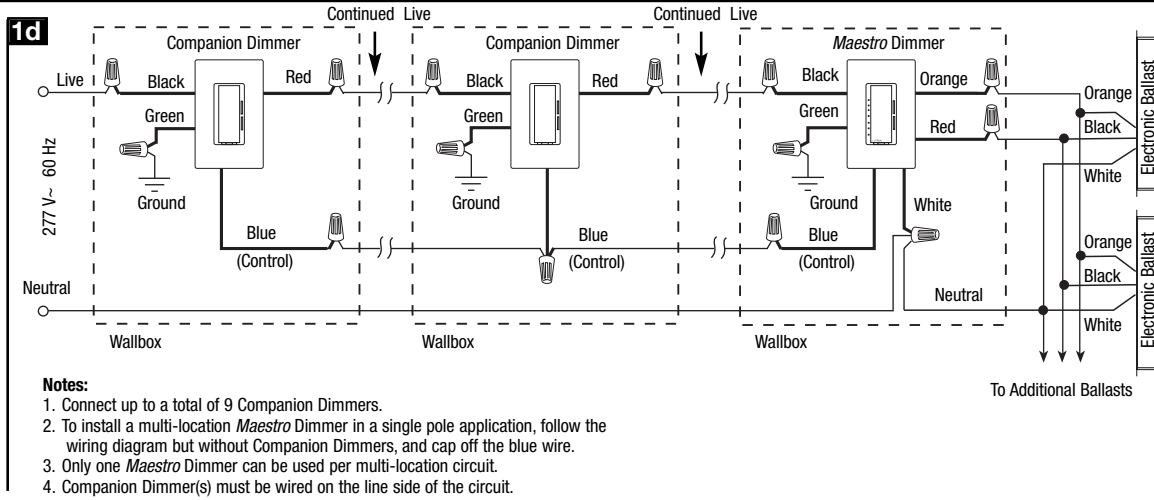 1d
Continued Live
Continued Live
Companion Dimmer
Companion Dimmer
Maestro Dimmer
Live
Black
Red
Black
Red
Black
Orange
Orange
Green
Green
Green
Red
Black
White
Electronic Ballast
277 V~ 60 Hz
Ground
Ground
Ground
White
Blue
(Control)
Blue
(Control)
Blue
(Control)
Orange
Black
White
Electronic Ballast
Neutral
Neutral
Wallbox
Wallbox
Wallbox
To Additional Ballasts
Notes:
1. Connect up to a total of 9 Companion Dimmers.
2. To install a multi-location Maestro Dimmer in a single pole application, follow the
wiring diagram but without Companion Dimmers, and cap off the blue wire.
3. Only one Maestro Dimmer can be used per multi-location circuit.
4. Companion Dimmer(s) must be wired on the line side of the circuit.